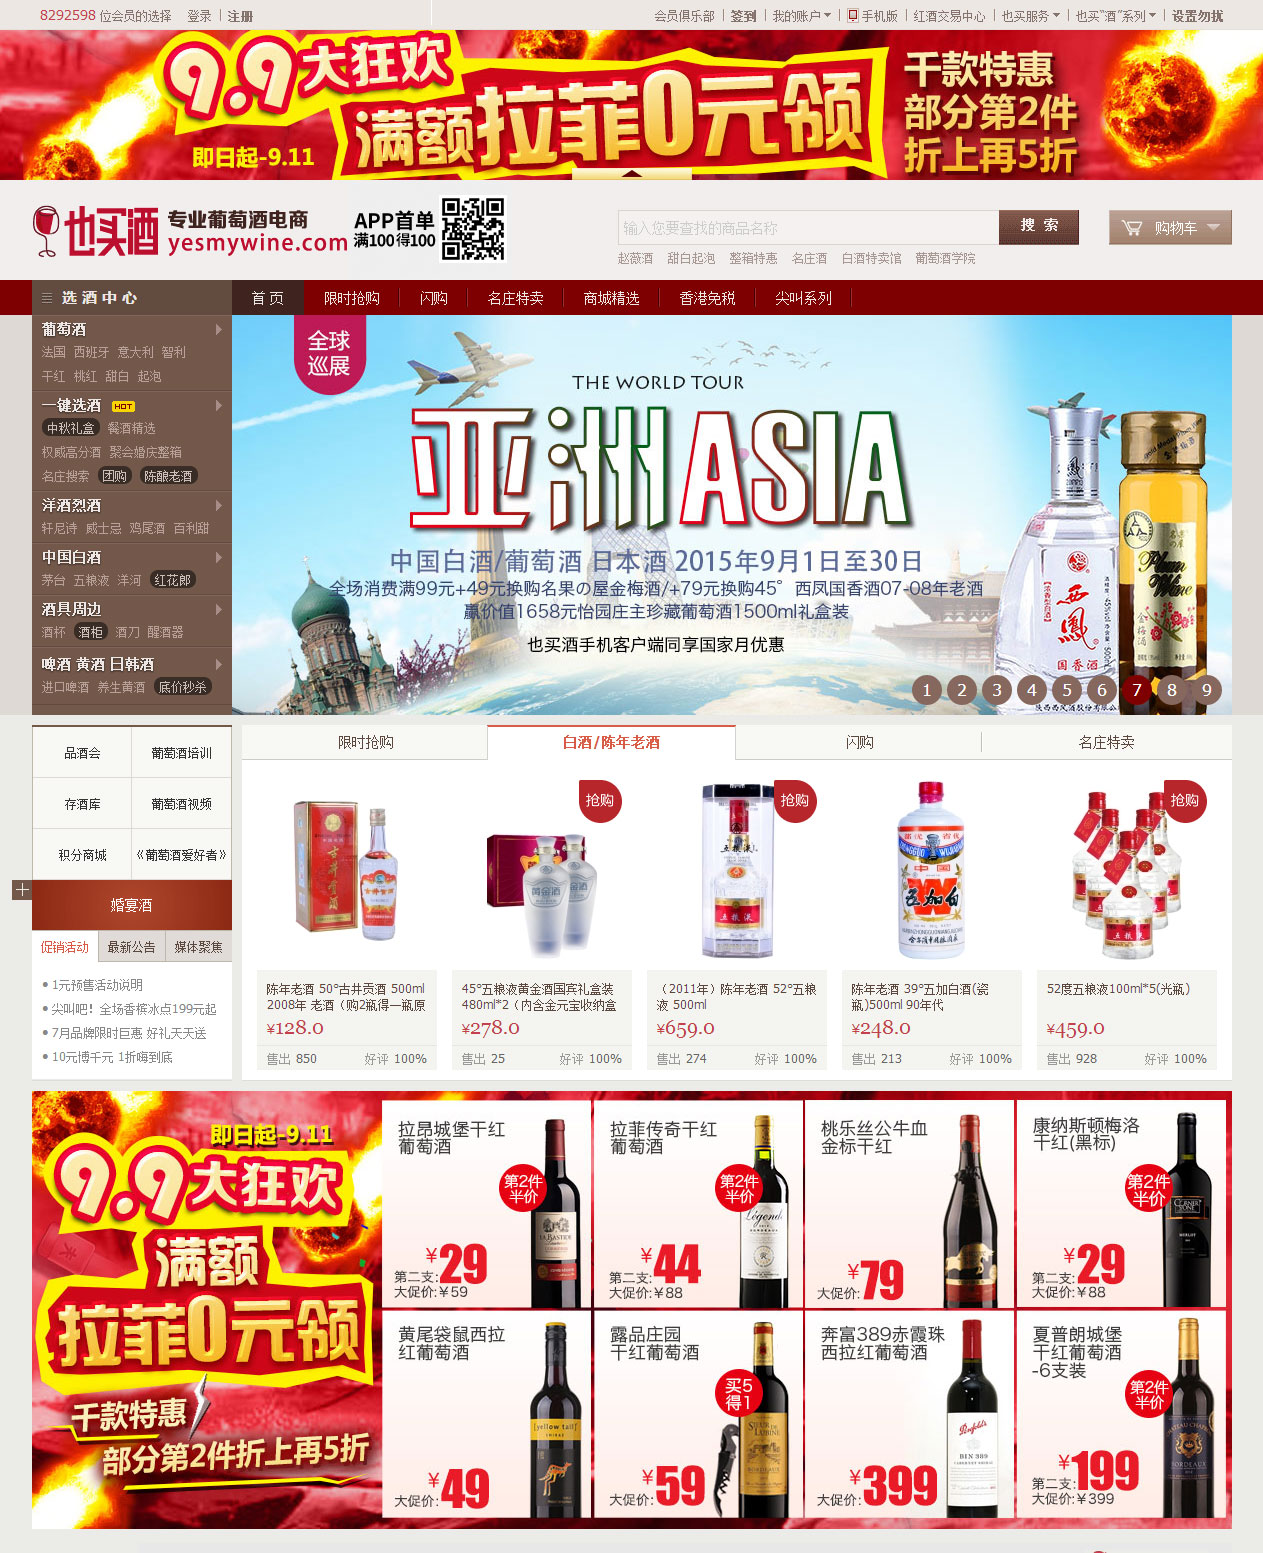 8292598 位会员的选择 登录 注册
会员俱乐部 签到 我的账户 手机版 红酒交易中心 也买服务 也买"酒"系列 设置勿扰
9.9大狂欢
满额拉菲0元领
即日起-9.11
千款特惠
部分第2件
折上再5折
也买酒 专业葡萄酒电商
yesmywine.com
APP首单
满100得100
输入您要查找的商品名称
搜 索
购物车
赵薇酒 甜白起泡 整箱特惠 名庄酒 白酒特卖馆 葡萄酒学院
选酒中心
首 页 限时抢购 闪购 名庄特卖 商城精选 香港免税 尖叫系列
葡萄酒
法国 西班牙 意大利 智利
干红 桃红 甜白 起泡
一键选酒 HOT
中秋礼盒 餐酒精选
权威高分酒 聚会婚庆整箱
名庄搜索 团购 陈酿老酒
洋酒烈酒
轩尼诗 威士忌 鸡尾酒 百利甜
中国白酒
茅台 五粮液 洋河 红花郎
酒具周边
酒杯 酒柜 酒刀 醒酒器
啤酒 黄酒 日韩酒
进口啤酒 养生黄酒 底价秒杀
全球
巡展
THE WORLD TOUR
亚洲ASIA
中国白酒/葡萄酒 日本酒 2015年9月1日至30日
全场消费满99元+49元换购名果の屋金梅酒/+79元换购45° 西凤国香酒07-08年老酒
赢价值1658元怡园庄主珍藏葡萄酒1500ml礼盒装
也买酒手机客户端同享国家月优惠
西凤
国香酒
Plum
Wine
金梅酒
1 2 3 4 5 6 7 8 9
品酒会 葡萄酒培训
存酒库 葡萄酒视频
积分商城 《葡萄酒爱好者》
婚宴酒
促销活动 最新公告 媒体聚焦
1元预售活动说明
尖叫吧！全场香槟冰点199元起
7月品牌限时巨惠 好礼天天送
10元博千元 1折嗨到底
限时抢购 白酒/陈年老酒 闪购 名庄特卖
抢购
抢购
抢购
陈年老酒 50°古井贡酒 500ml
2008年 老酒（购2瓶得一瓶原
¥128.0
售出 850 好评 100%
45°五粮液黄金酒国宾礼盒装
480ml*2（内含金元宝收纳盒
¥278.0
售出 25 好评 100%
（2011年）陈年老酒 52°五粮
液 500ml
¥659.0
售出 274 好评 100%
陈年老酒 39°五加白酒(瓷
瓶)500ml 90年代
¥248.0
售出 213 好评 100%
52度五粮液100ml*5(光瓶)
¥459.0
售出 928 好评 100%
即日起-9.11
9.9大狂欢
满额
拉菲0元领
千款特惠
部分第2件折上再5折
拉昂城堡干红
葡萄酒
第2件
半价
¥29
第二支:
大促价:¥59
拉菲传奇干红
葡萄酒
第2件
半价
¥44
第二支:
大促价:¥88
桃乐丝公牛血
金标干红
¥79
大促价:
康纳斯顿梅洛
干红(黑标)
第2件
半价
¥29
第二支:
大促价:¥88
黄尾袋鼠西拉
红葡萄酒
[yellow tail]
¥49
大促价:
露品庄园
干红葡萄酒
买5
得1
¥59
大促价:
奔富389赤霞珠
西拉红葡萄酒
Penfolds
BIN 389
¥399
大促价:
夏普朗城堡
干红葡萄酒
-6支装
第2件
半价
¥199
第二支:
大促价:¥399